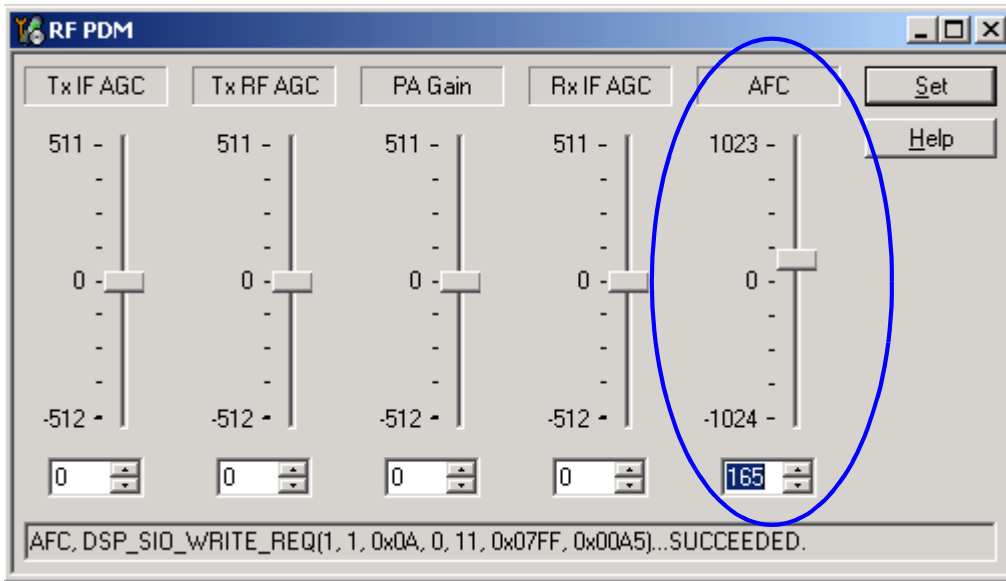 RF PDM
Tx IF AGC Tx RF AGC PA Gain Rx IF AGC AFC Set
511 - 511 - 511 - 511 - 1023 - Help
0 - 0 - 0 - 0 - 0 -
-512 - -512 - -512 - -512 - -1024 -
0 0 0 0 165
AFC, DSP_SIO_WRITE_REQ(1, 1, 0x0A, 0, 11, 0x07FF, 0x00A5)...SUCCEEDED.